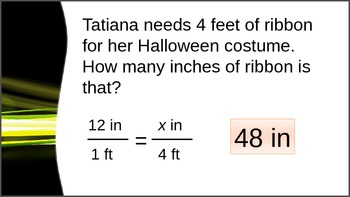 Tatiana needs 4 feet of ribbon
for her Halloween costume.
How many inches of ribbon is
that?
12 in
1 ft
=
x in
4 ft
48 in